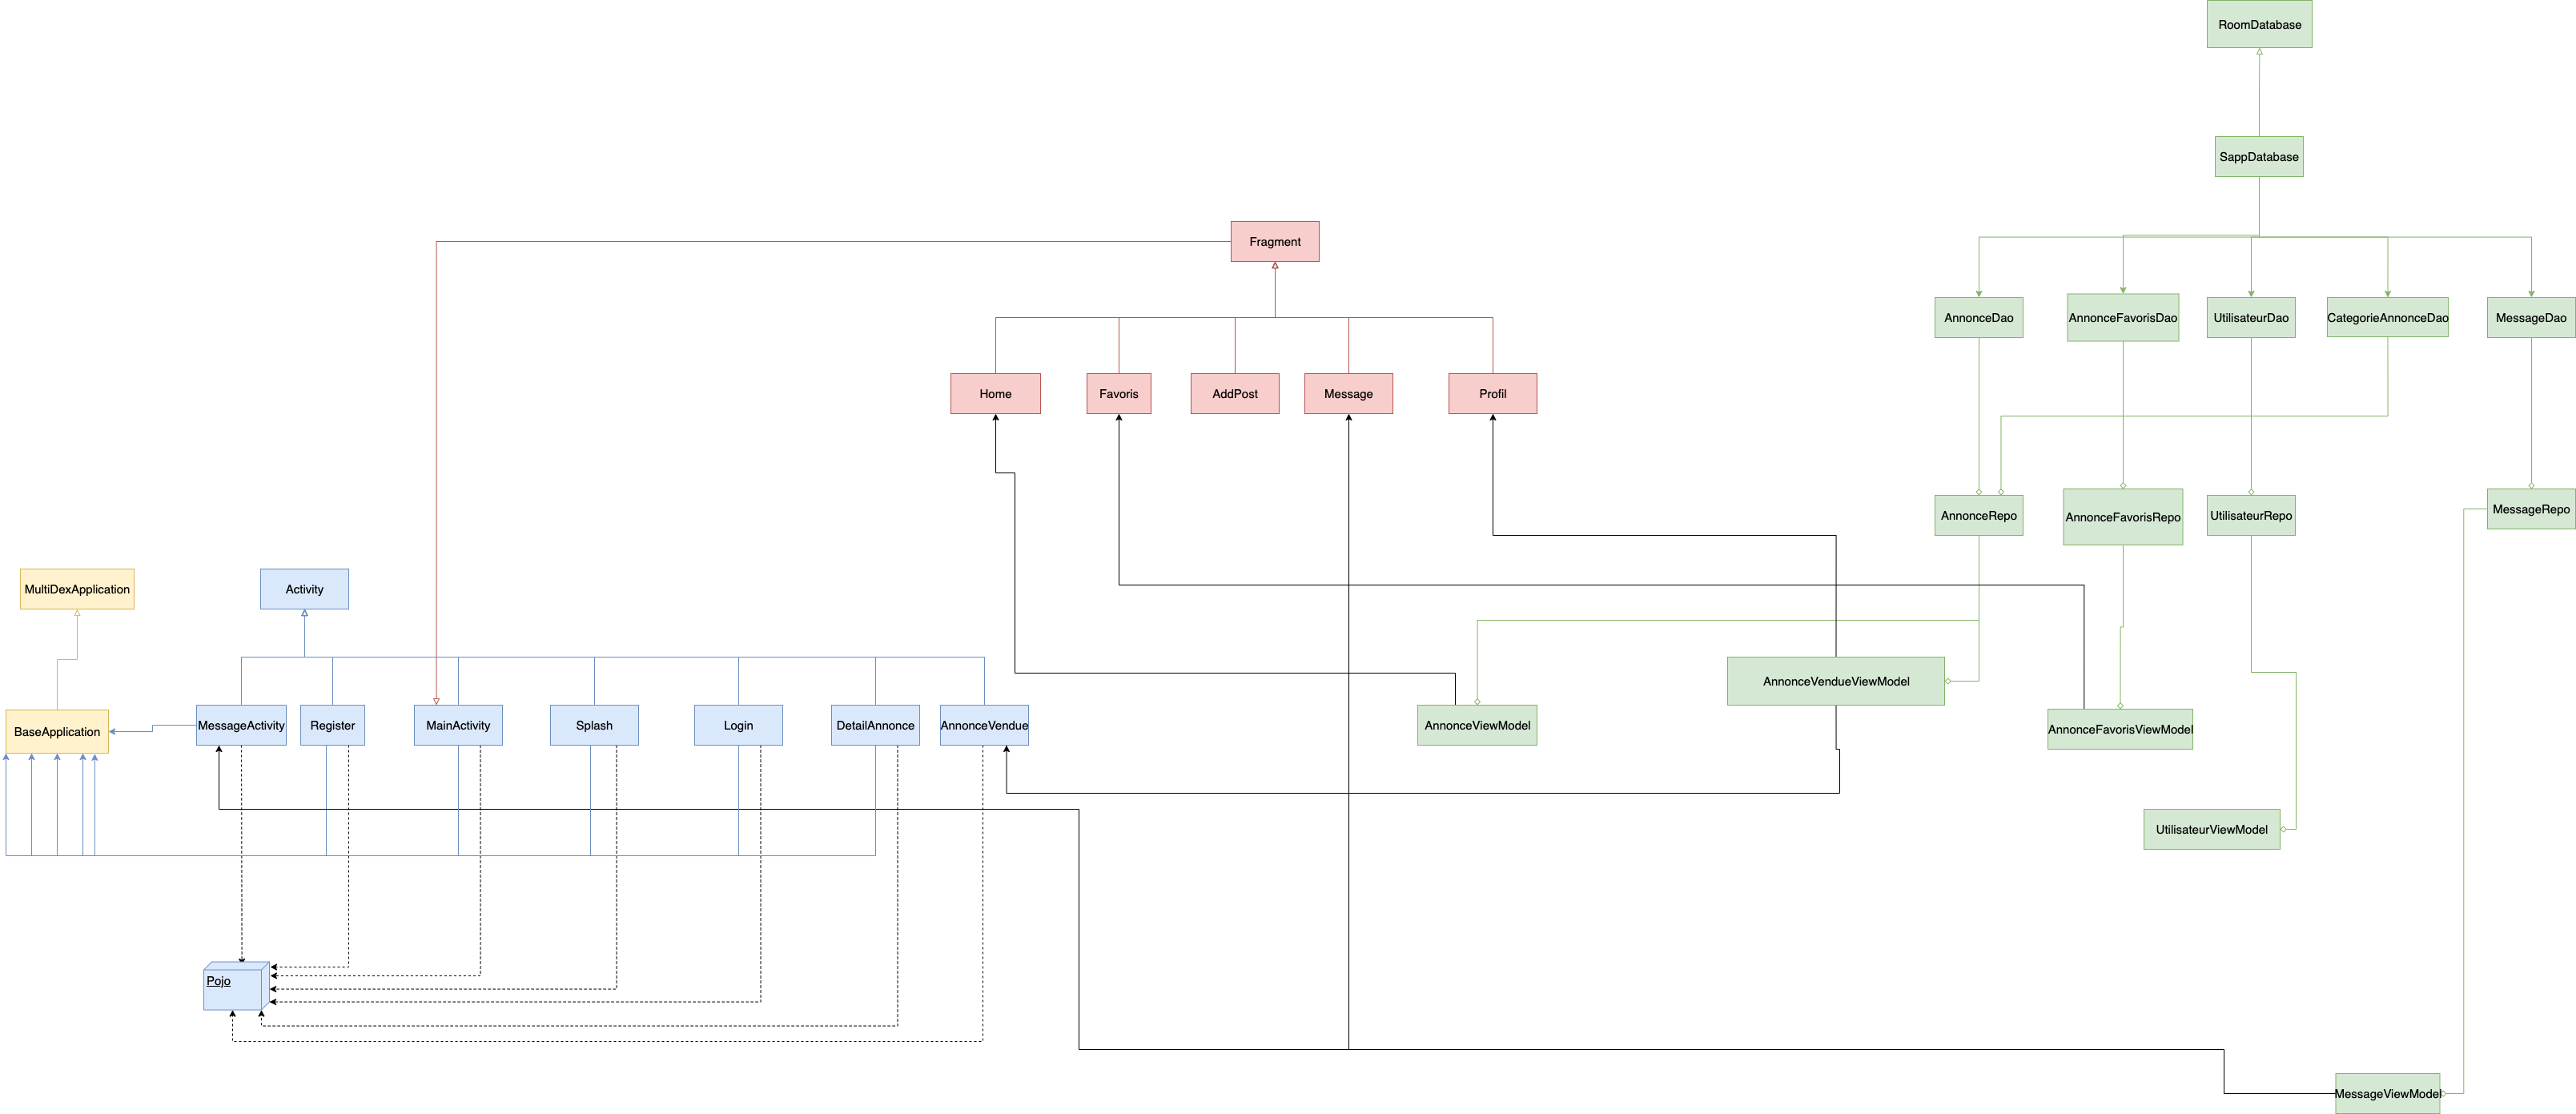 RoomDatabase
SappDatabase
Fragment
AnnonceDao
AnnonceFavorisDao
UtilisateurDao
CategorieAnnonceDao
MessageDao
Home
Favoris
AddPost
Message
Profil
AnnonceRepo
AnnonceFavorisRepo
UtilisateurRepo
MessageRepo
MultiDexApplication
Activity
AnnonceVendueViewModel
BaseApplication
MessageActivity
Register
MainActivity
Splash
Login
DetailAnnonce
AnnonceVendue
AnnonceViewModel
AnnonceFavorisViewModel
UtilisateurViewModel
Pojo
MessageViewModel